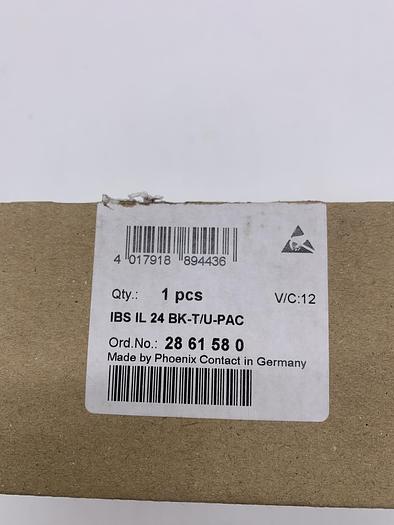 4 017918 894436
Qty.: 1 pcs V/C:12
IBS IL 24 BK-T/U-PAC
Ord.No.: 28 61 58 0
Made by Phoenix Contact in Germany